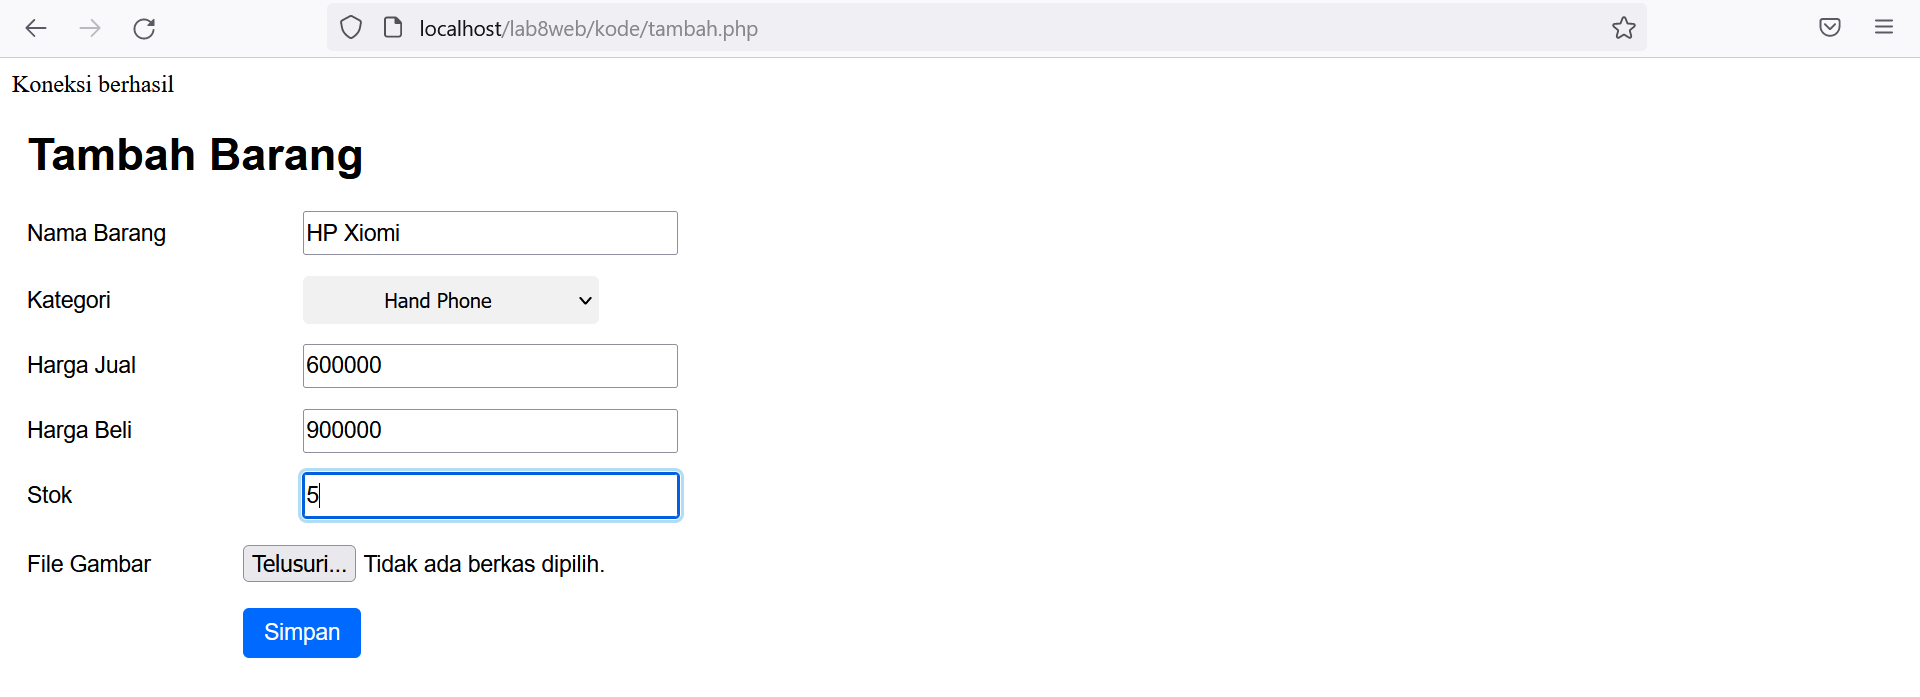 localhost/lab8web/kode/tambah.php
Koneksi berhasil
Tambah Barang
Nama Barang HP Xiomi
Kategori Hand Phone
Harga Jual 600000
Harga Beli 900000
Stok 5
File Gambar Telusuri... Tidak ada berkas dipilih.
Simpan